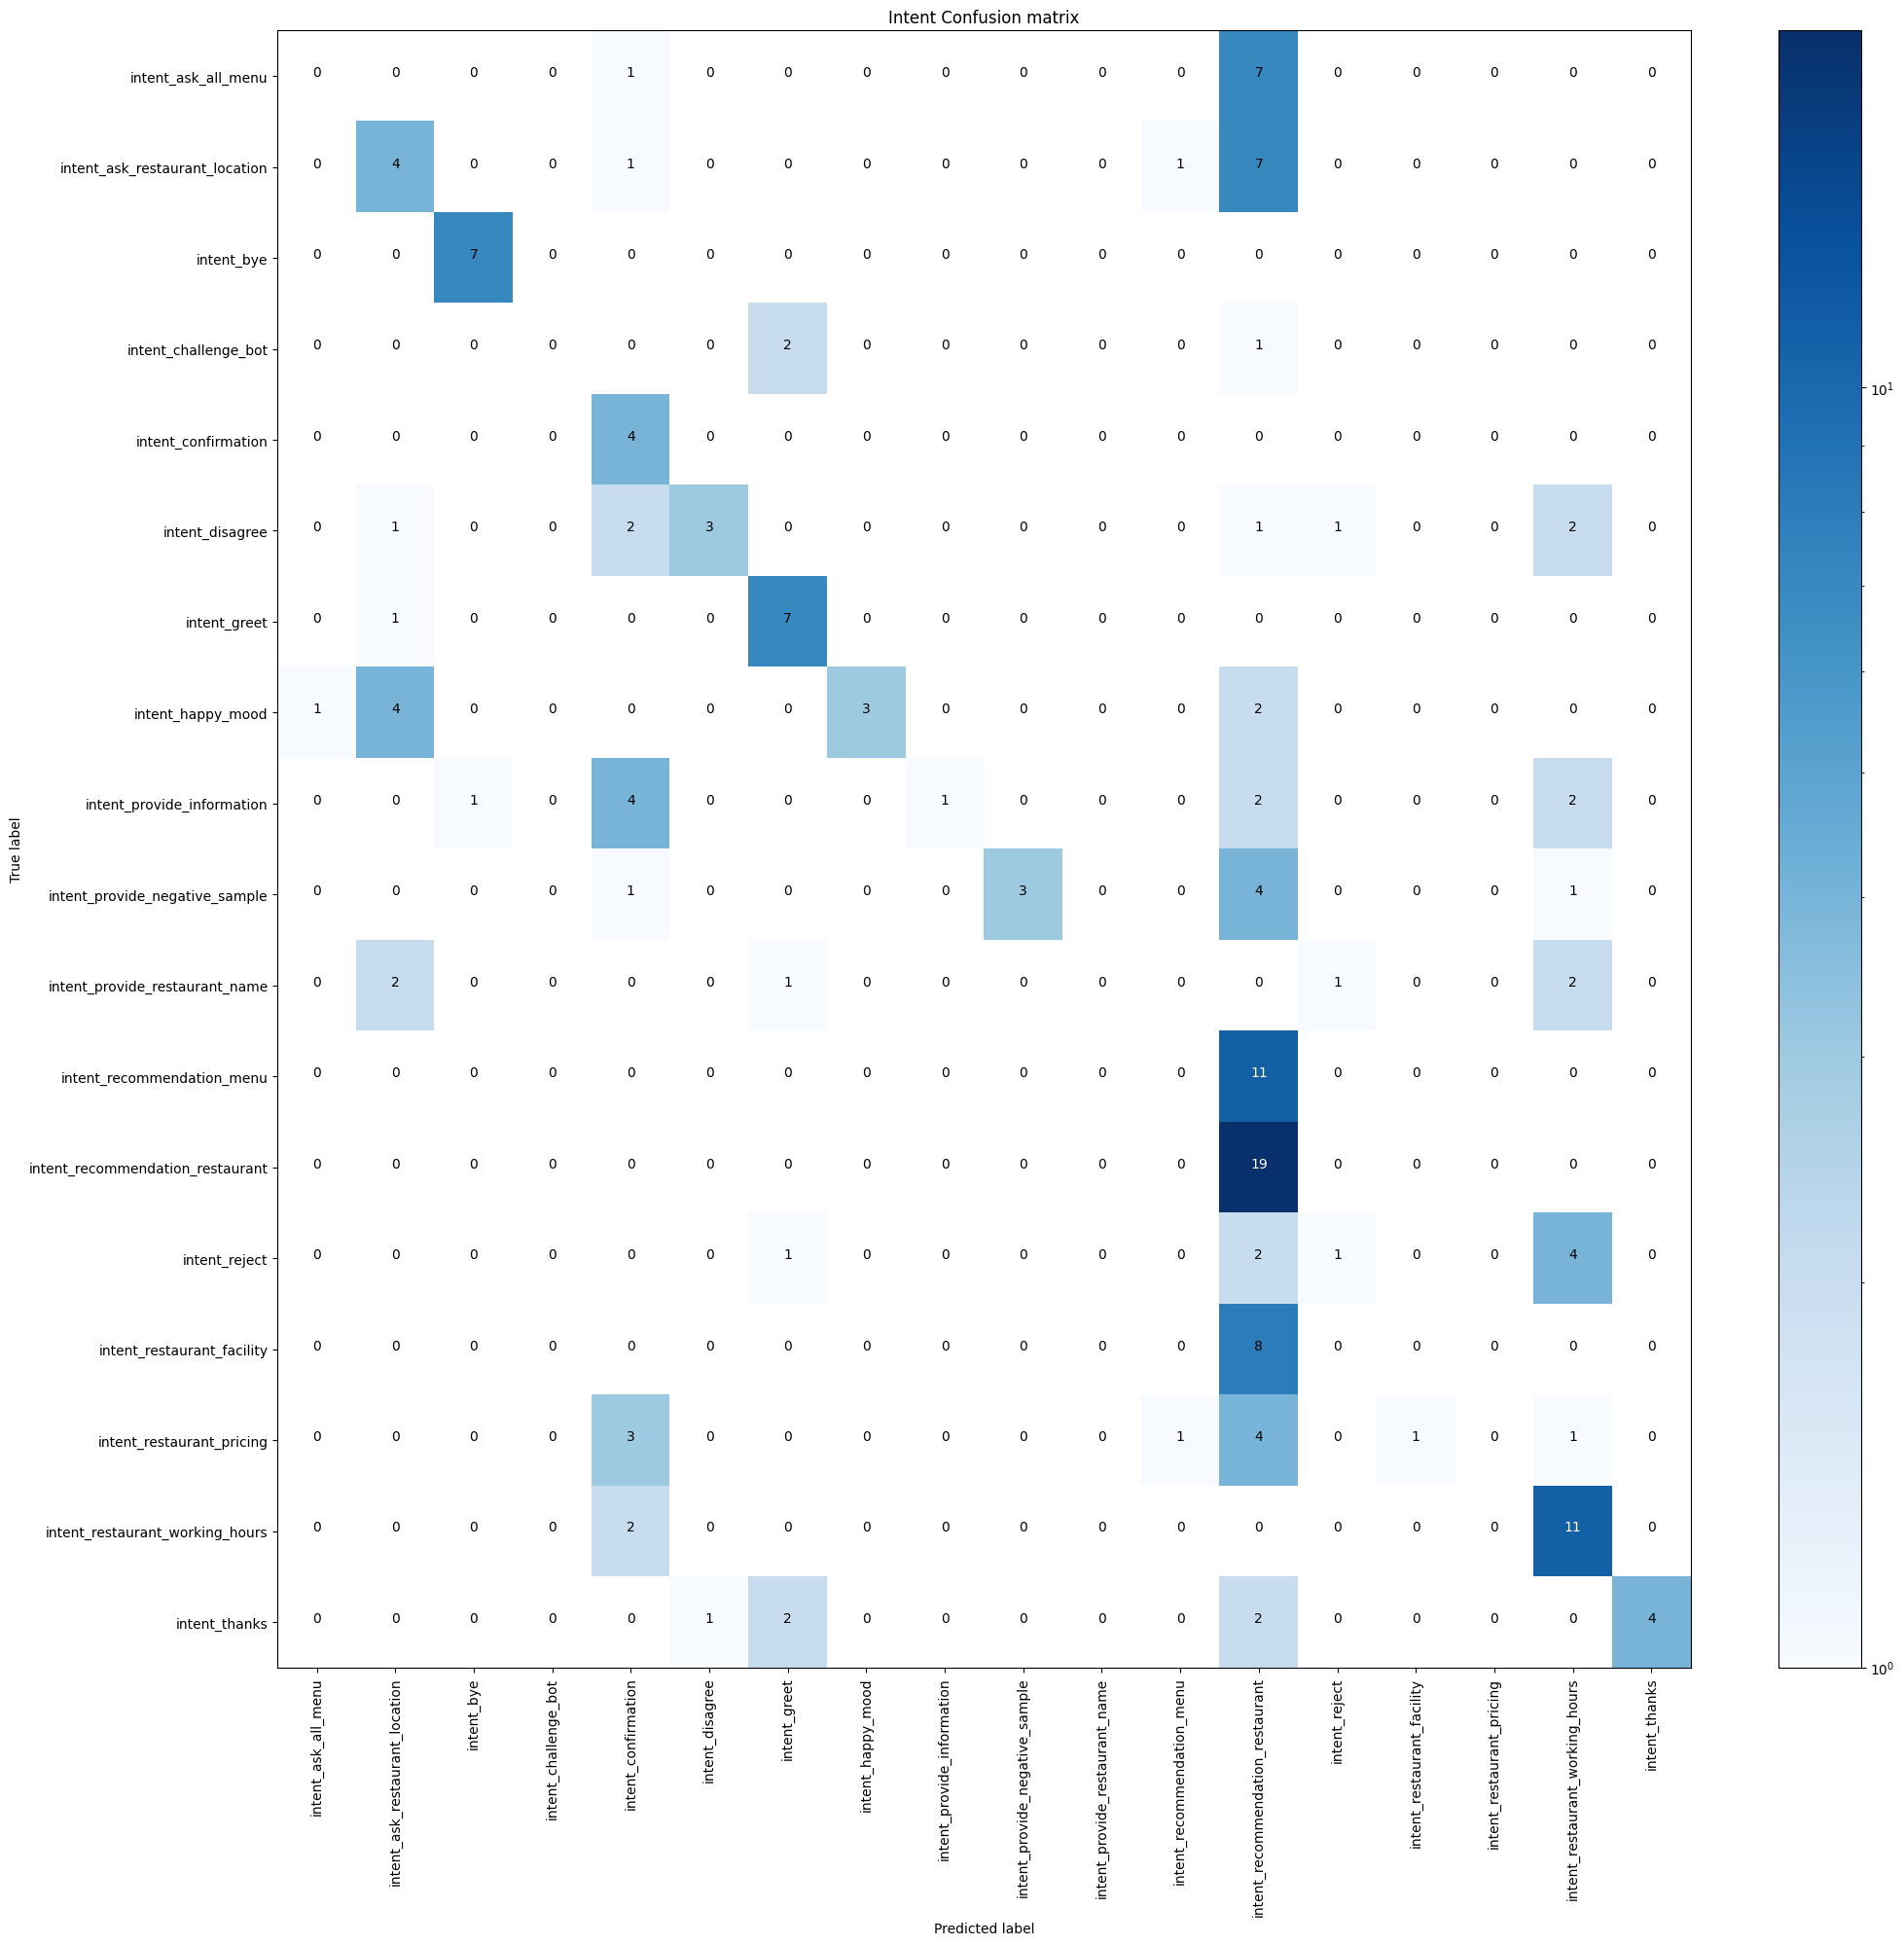 Intent Confusion matrix
True label
intent_ask_all_menu 0 0 0 0 1 0 0 0 0 0 0 0 7 0 0 0 0 0
intent_ask_restaurant_location 0 4 0 0 1 0 0 0 0 0 0 1 7 0 0 0 0 0
intent_bye 0 0 7 0 0 0 0 0 0 0 0 0 0 0 0 0 0 0
intent_challenge_bot 0 0 0 0 0 0 2 0 0 0 0 0 1 0 0 0 0 0
intent_confirmation 0 0 0 0 4 0 0 0 0 0 0 0 0 0 0 0 0 0
intent_disagree 0 1 0 0 2 3 0 0 0 0 0 0 1 1 0 0 2 0
intent_greet 0 1 0 0 0 0 7 0 0 0 0 0 0 0 0 0 0 0
intent_happy_mood 1 4 0 0 0 0 0 3 0 0 0 0 2 0 0 0 0 0
intent_provide_information 0 0 1 0 4 0 0 0 1 0 0 0 2 0 0 0 2 0
intent_provide_negative_sample 0 0 0 0 1 0 0 0 0 3 0 0 4 0 0 0 1 0
intent_provide_restaurant_name 0 2 0 0 0 0 1 0 0 0 0 0 0 1 0 0 2 0
intent_recommendation_menu 0 0 0 0 0 0 0 0 0 0 0 0 11 0 0 0 0 0
intent_recommendation_restaurant 0 0 0 0 0 0 0 0 0 0 0 0 19 0 0 0 0 0
intent_reject 0 0 0 0 0 0 1 0 0 0 0 0 2 1 0 0 4 0
intent_restaurant_facility 0 0 0 0 0 0 0 0 0 0 0 0 8 0 0 0 0 0
intent_restaurant_pricing 0 0 0 0 3 0 0 0 0 0 0 1 4 0 1 0 1 0
intent_restaurant_working_hours 0 0 0 0 2 0 0 0 0 0 0 0 0 0 0 0 11 0
intent_thanks 0 0 0 0 0 1 2 0 0 0 0 0 2 0 0 0 0 4
intent_ask_all_menu
intent_ask_restaurant_location
intent_bye
intent_challenge_bot
intent_confirmation
intent_disagree
intent_greet
intent_happy_mood
intent_provide_information
intent_provide_negative_sample
intent_provide_restaurant_name
intent_recommendation_menu
intent_recommendation_restaurant
intent_reject
intent_restaurant_facility
intent_restaurant_pricing
intent_restaurant_working_hours
intent_thanks
Predicted label
10¹
10⁰